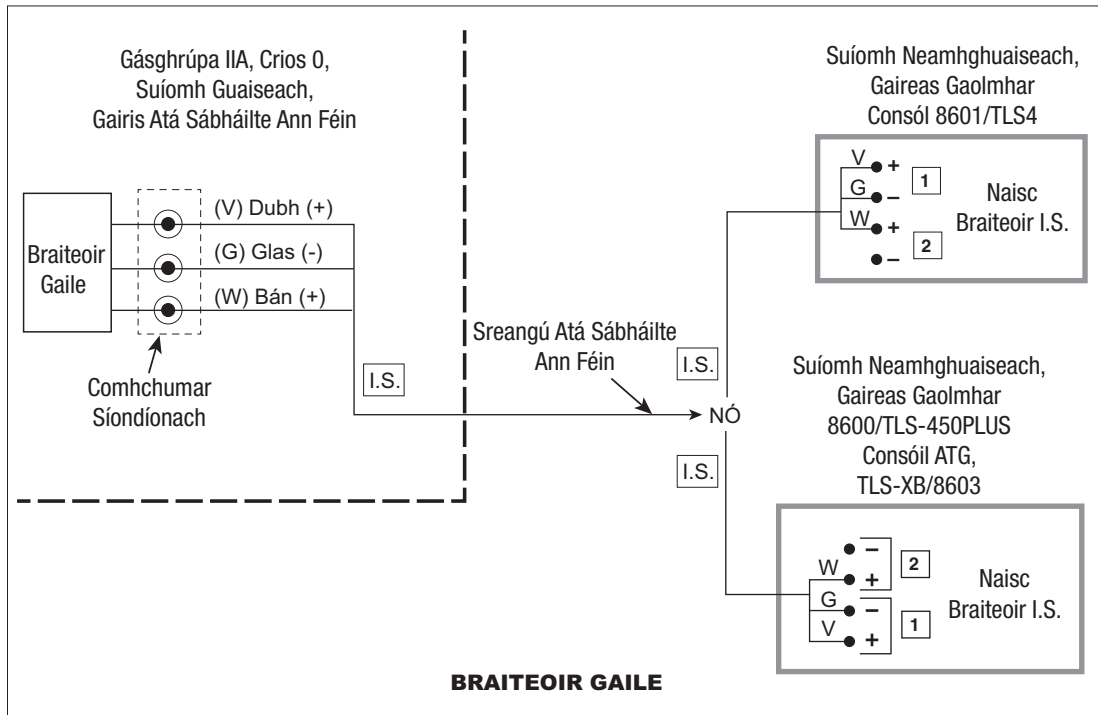 Gásghrúpa IIA, Crios 0,
Suíomh Guaiseach,
Gairis Atá Sábháilte Ann Féin
Braiteoir
Gaile
(V) Dubh (+)
(G) Glas (-)
(W) Bán (+)
Comhchumar
Síondíonach
I.S.
Sreangú Atá Sábháilte
Ann Féin
I.S.
NÓ
I.S.
Suíomh Neamhghuaiseach,
Gaireas Gaolmhar
Consól 8601/TLS4
V +
G −
W +
−
1
2
Naisc
Braiteoir I.S.
Suíomh Neamhghuaiseach,
Gaireas Gaolmhar
8600/TLS-450PLUS
Consóil ATG,
TLS-XB/8603
−
W +
G −
V +
2
1
Naisc
Braiteoir I.S.
BRAITEOIR GAILE